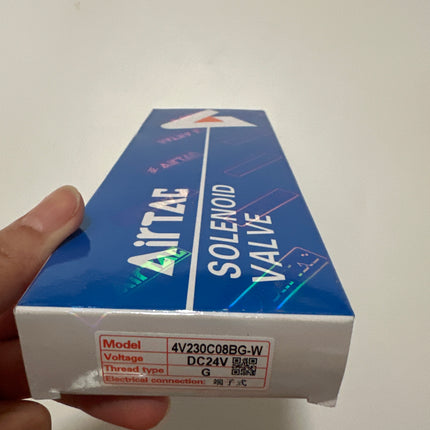 AirTAC
SOLENOID
VALVE
Model 4V230C08BG-W
Voltage DC24V
Thread type G
Electrical connection: 端子式